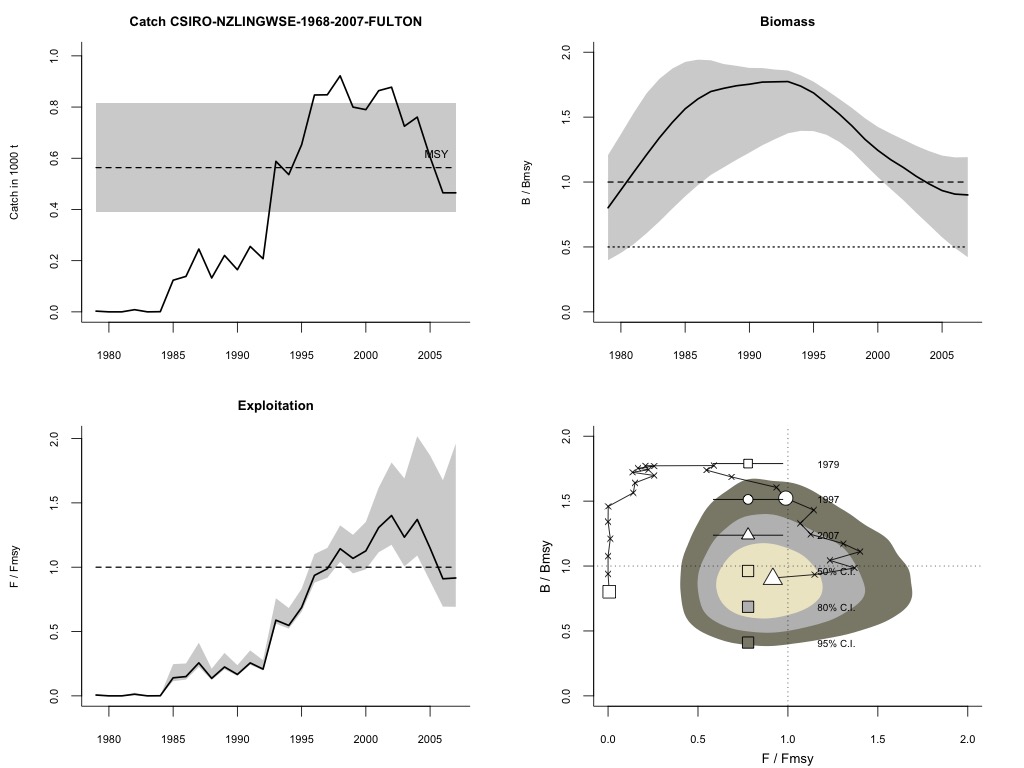 Catch CSIRO-NZLINGWSE-1968-2007-FULTON
Catch in 1000 t
0.0 0.2 0.4 0.6 0.8 1.0
MSY
1980 1985 1990 1995 2000 2005
Biomass
B / Bmsy
0.0 0.5 1.0 1.5 2.0
1980 1985 1990 1995 2000 2005
Exploitation
F / Fmsy
0.0 0.5 1.0 1.5 2.0
1980 1985 1990 1995 2000 2005
B / Bmsy
0.0 0.5 1.0 1.5 2.0
1979
1997
2007
50% C.I.
80% C.I.
95% C.I.
0.0 0.5 1.0 1.5 2.0
F / Fmsy